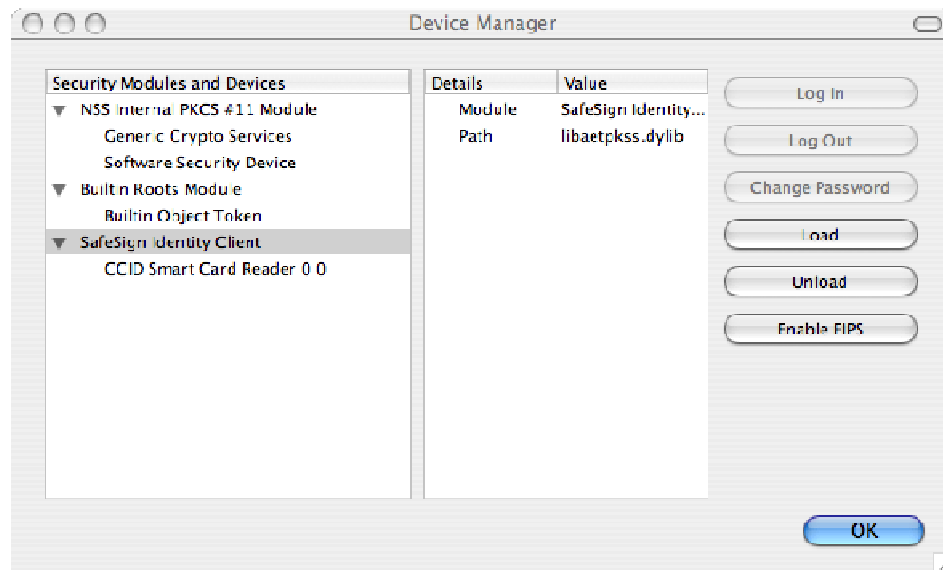 Device Manager
Security Modules and Devices
NSS Internal PKCS #11 Module
Generic Crypto Services
Software Security Device
Builtin Roots Module
Builtin Object Token
SafeSign Identity Client
CCID Smart Card Reader 0 0
Details Value
Module SafeSign Identity...
Path libaetpkss.dylib
Log In
Log Out
Change Password
Load
Unload
Enable FIPS
OK